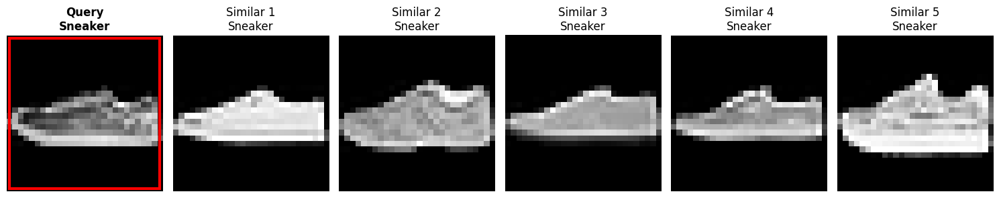 Query
Sneaker
Similar 1
Sneaker
Similar 2
Sneaker
Similar 3
Sneaker
Similar 4
Sneaker
Similar 5
Sneaker